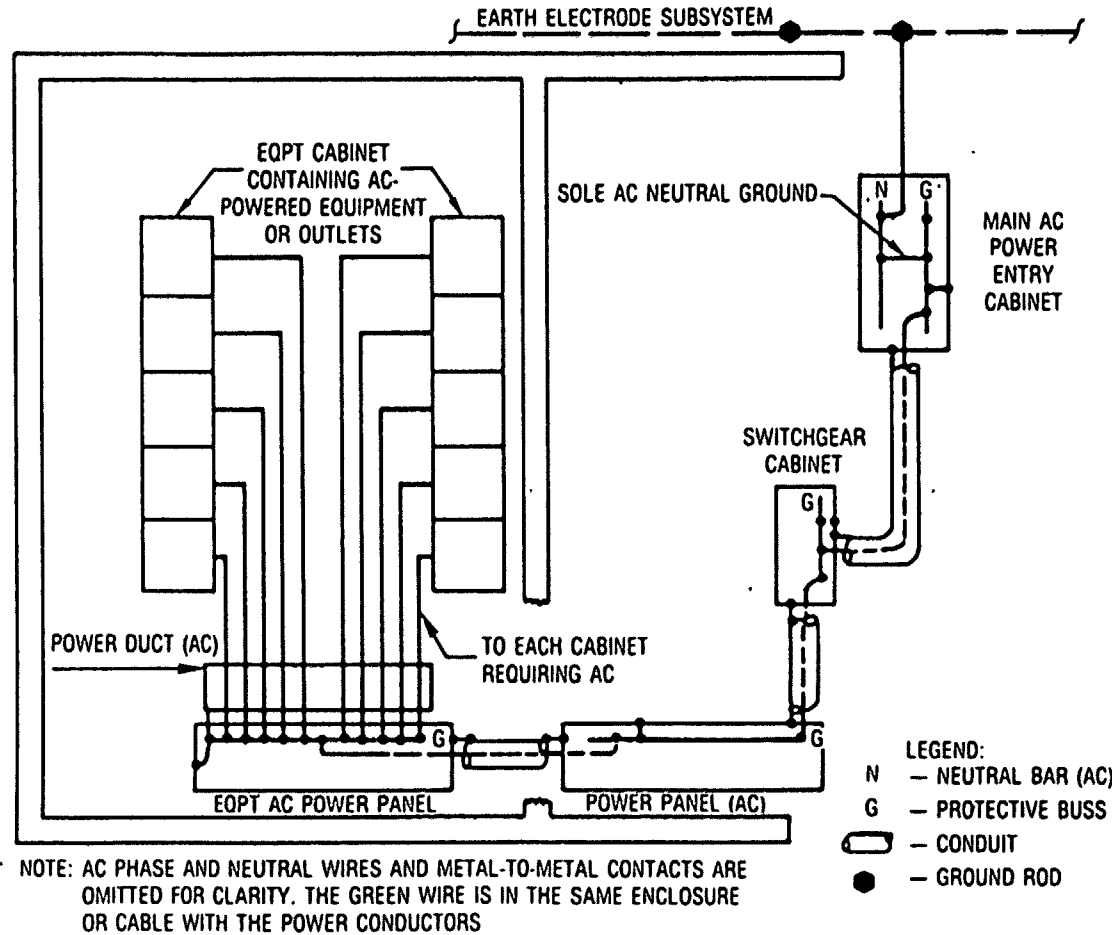 EARTH ELECTRODE SUBSYSTEM
EQPT CABINET
CONTAINING AC-
POWERED EQUIPMENT
OR OUTLETS
SOLE AC NEUTRAL GROUND
N G
MAIN AC
POWER
ENTRY
CABINET
SWITCHGEAR
CABINET
G
POWER DUCT (AC)
TO EACH CABINET
REQUIRING AC
G
G
EQPT AC POWER PANEL
POWER PANEL (AC)
LEGEND:
N – NEUTRAL BAR (AC)
G – PROTECTIVE BUSS
– CONDUIT
– GROUND ROD
NOTE: AC PHASE AND NEUTRAL WIRES AND METAL-TO-METAL CONTACTS ARE
OMITTED FOR CLARITY. THE GREEN WIRE IS IN THE SAME ENCLOSURE
OR CABLE WITH THE POWER CONDUCTORS